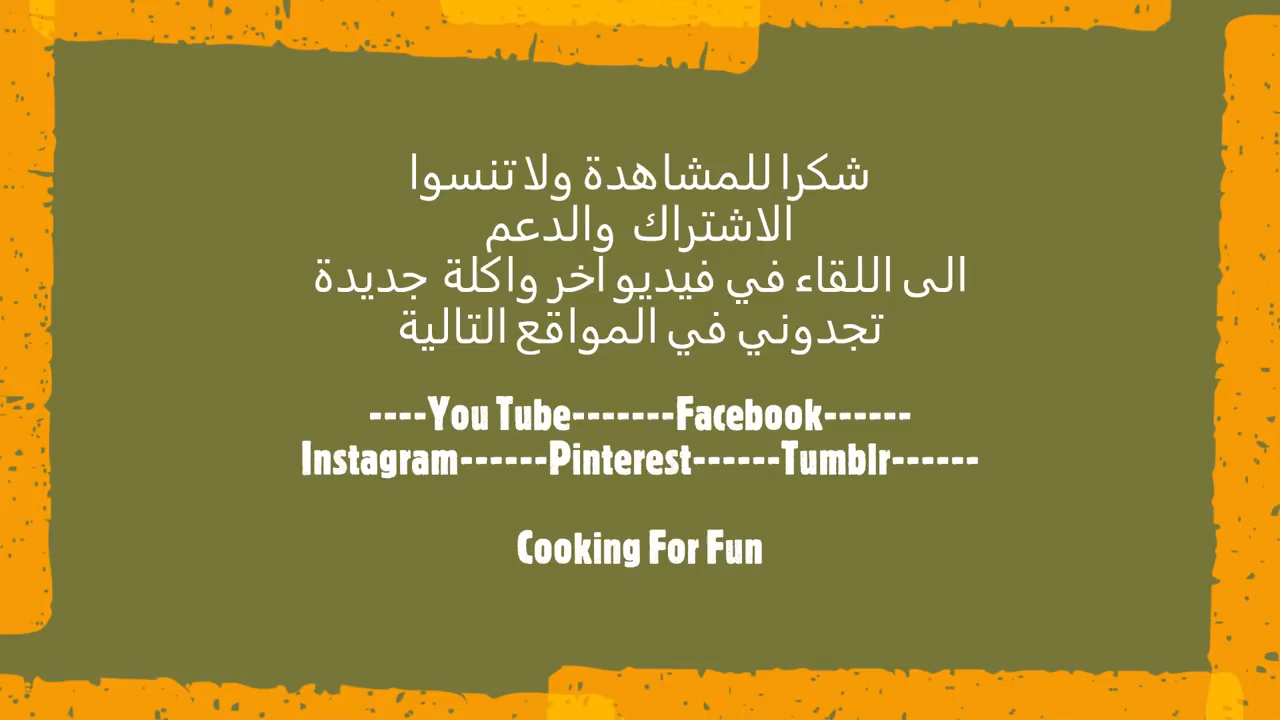 شكرا للمشاهدة ولا تنسوا
الاشتراك والدعم
الى اللقاء في فيديو اخر واكلة جديدة
تجدوني في المواقع التالية
----You Tube-------Facebook------
Instagram------Pinterest------Tumblr------
Cooking For Fun